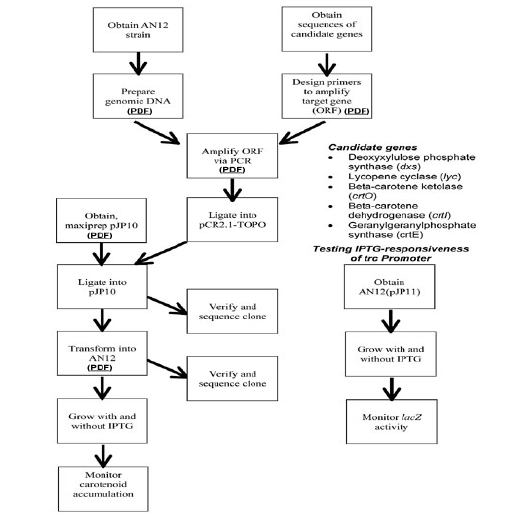 Obtain AN12
strain
Obtain
sequences of
candidate genes
Prepare
genomic DNA
(PDF)
Design primers
to amplify
target gene
(ORF) (PDF)
Amplify ORF
via PCR
(PDF)
Candidate genes
• Deoxyxylulose phosphate
synthase (dxs)
• Lycopene cyclase (lyc)
• Beta-carotene ketolase
(crtO)
• Beta-carotene
dehydrogenase (crtI)
• Geranylgeranylphosphate
synthase (crtE)
Obtain,
maxiprep pJP10
(PDF)
Ligate into
pCR2.1-TOPO
Testing IPTG-responsiveness
of trc Promoter
Ligate into
pJP10
Obtain
AN12(pJP11)
Verify and
sequence clone
Transform into
AN12
(PDF)
Grow with and
without IPTG
Verify and
sequence clone
Grow with and
without IPTG
Monitor lacZ
activity
Monitor
carotenoid
accumulation